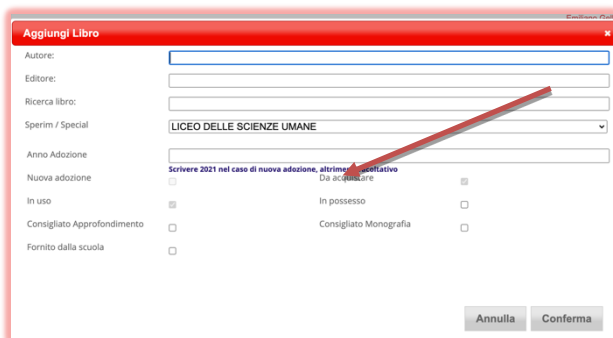 Aggiungi Libro
Autore:
Editore:
Ricerca libro:
Sperim / Special
LICEO DELLE SCIENZE UMANE
Anno Adozione
Scrivere 2021 nel caso di nuova adozione,
Nuova adozione
Da acquistare
In uso
In possesso
Consigliato Approfondimento
Consigliato Monografia
Fornito dalla scuola
Annulla Conferma